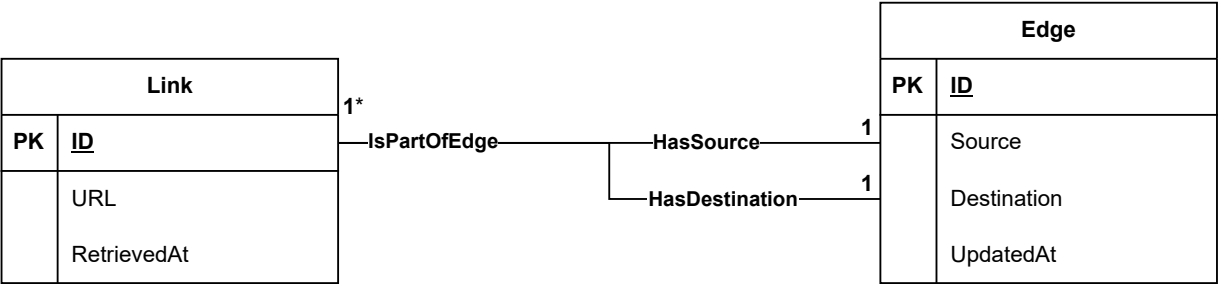 Edge
Link
PK ID
1*
PK ID
IsPartOfEdge
HasSource
1
Source
URL
HasDestination
1
Destination
RetrievedAt
UpdatedAt